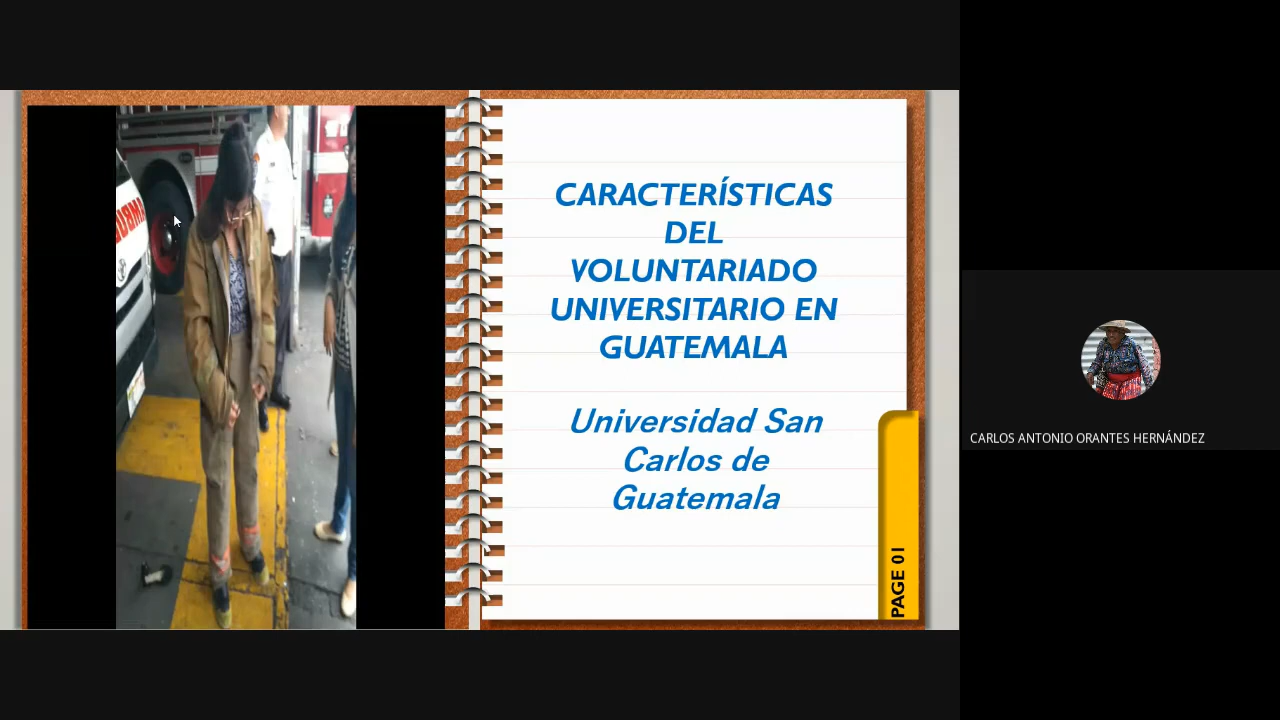 CARACTERÍSTICAS
DEL
VOLUNTARIADO
UNIVERSITARIO EN
GUATEMALA
Universidad San
Carlos de
Guatemala
PAGE 01
CARLOS ANTONIO ORANTES HERNÁNDEZ